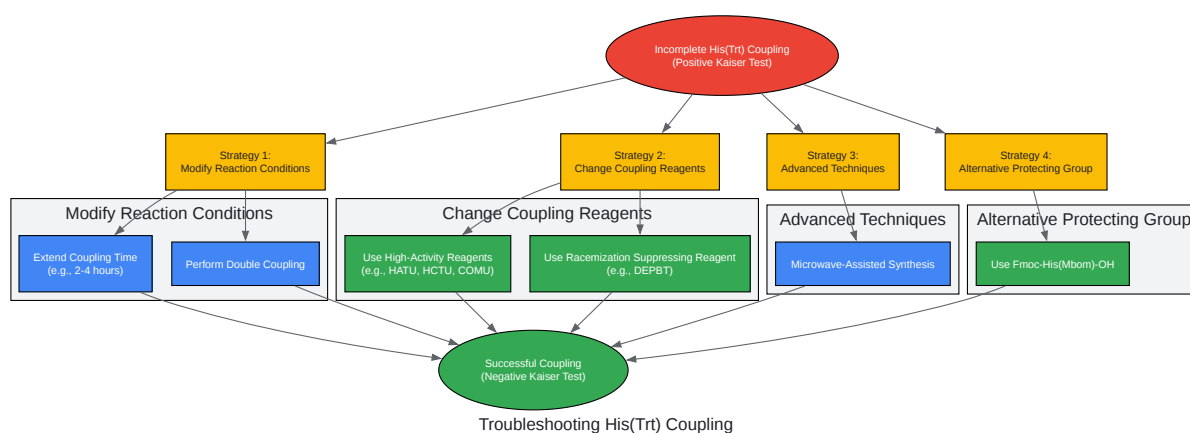 Incomplete His(Trt) Coupling
(Positive Kaiser Test)
Strategy 1:
Modify Reaction Conditions
Strategy 2:
Change Coupling Reagents
Strategy 3:
Advanced Techniques
Strategy 4:
Alternative Protecting Group
Modify Reaction Conditions
Extend Coupling Time
(e.g., 2-4 hours)
Perform Double Coupling
Change Coupling Reagents
Use High-Activity Reagents
(e.g., HATU, HCTU, COMU)
Use Racemization Suppressing Reagent
(e.g., DEPBT)
Advanced Techniques
Microwave-Assisted Synthesis
Alternative Protecting Group
Use Fmoc-His(Mbom)-OH
Successful Coupling
(Negative Kaiser Test)
Troubleshooting His(Trt) Coupling